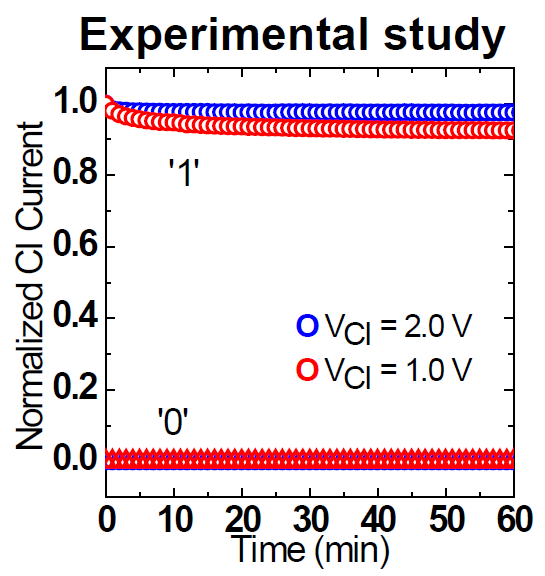 Experimental study
Normalized CI Current
1.0
0.8
0.6
0.4
0.2
0.0
'1'
'0'
V_CI = 2.0 V
V_CI = 1.0 V
0 10 20 30 40 50 60
Time (min)